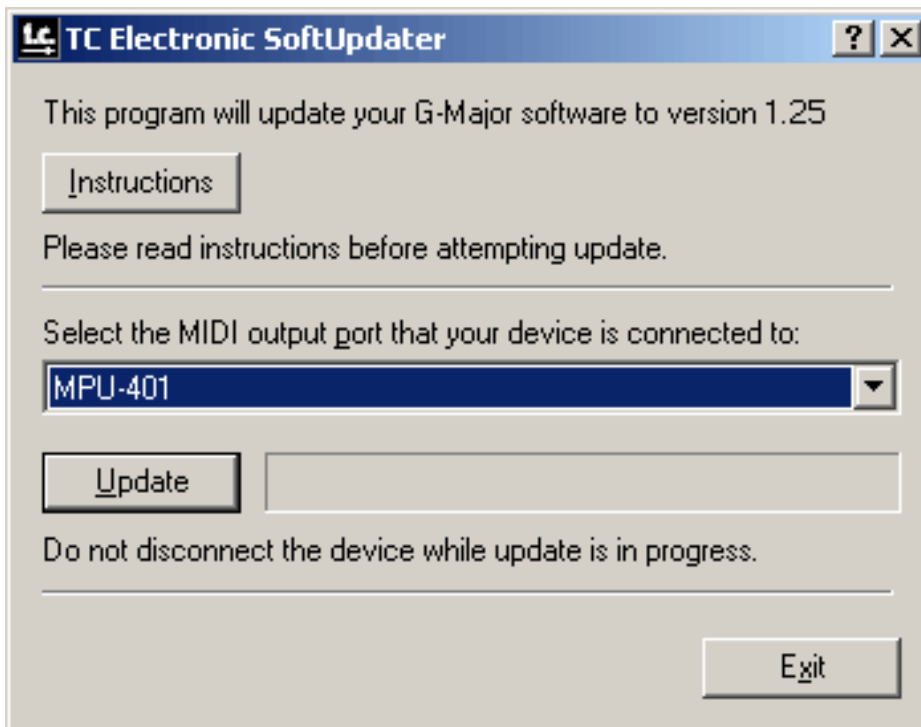 t.c. TC Electronic SoftUpdater
This program will update your G-Major software to version 1.25
Instructions
Please read instructions before attempting update.
Select the MIDI output port that your device is connected to:
MPU-401
Update
Do not disconnect the device while update is in progress.
Exit